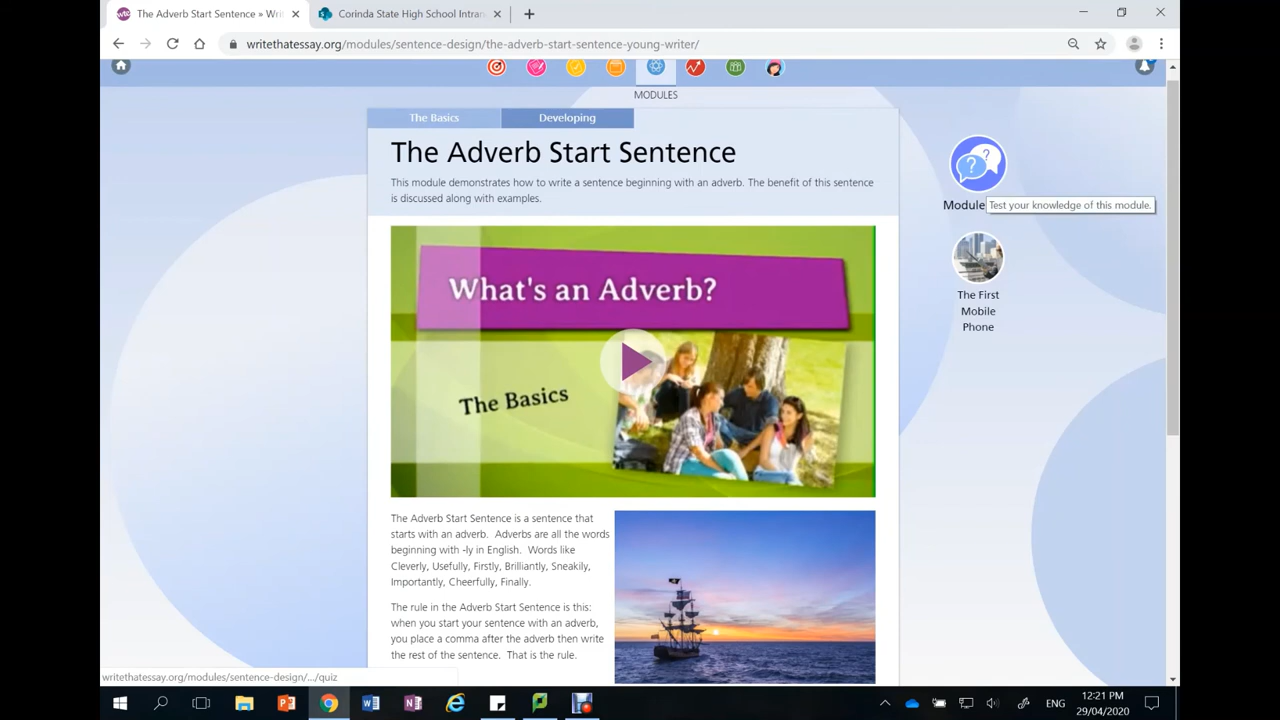 The Adverb Start Sentence » Wri
Corinda State High School Intran
writethatessay.org/modules/sentence-design/the-adverb-start-sentence-young-writer/
MODULES
The Basics
Developing
The Adverb Start Sentence
This module demonstrates how to write a sentence beginning with an adverb. The benefit of this sentence
is discussed along with examples.
Module
Test your knowledge of this module.
The First
Mobile
Phone
What's an Adverb?
The Basics
The Adverb Start Sentence is a sentence that
starts with an adverb. Adverbs are all the words
beginning with -ly in English. Words like
Cleverly, Usefully, Firstly, Brilliantly, Sneakily,
Importantly, Cheerfully, Finally.
The rule in the Adverb Start Sentence is this:
when you start your sentence with an adverb,
you place a comma after the adverb then write
the rest of the sentence. That is the rule.
writethatessay.org/modules/sentence-design/.../quiz
ENG
12:21 PM
29/04/2020